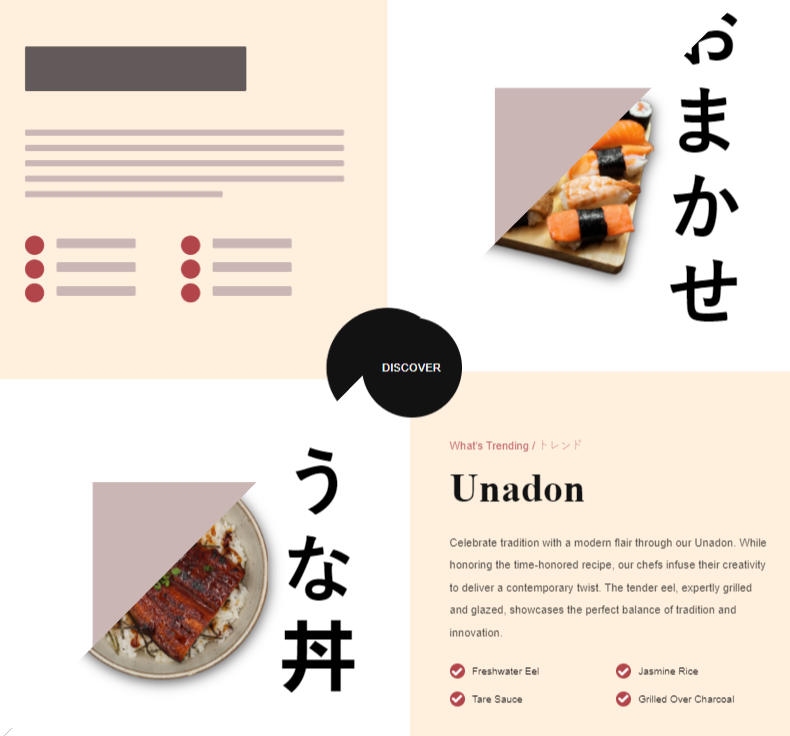 おまかせ
DISCOVER
うな丼
What's Trending / トレンド
Unadon
Celebrate tradition with a modern flair through our Unadon. While
honoring the time-honored recipe, our chefs infuse their creativity
to deliver a contemporary twist. The tender eel, expertly grilled
and glazed, showcases the perfect balance of tradition and
innovation.
Freshwater Eel
Jasmine Rice
Tare Sauce
Grilled Over Charcoal